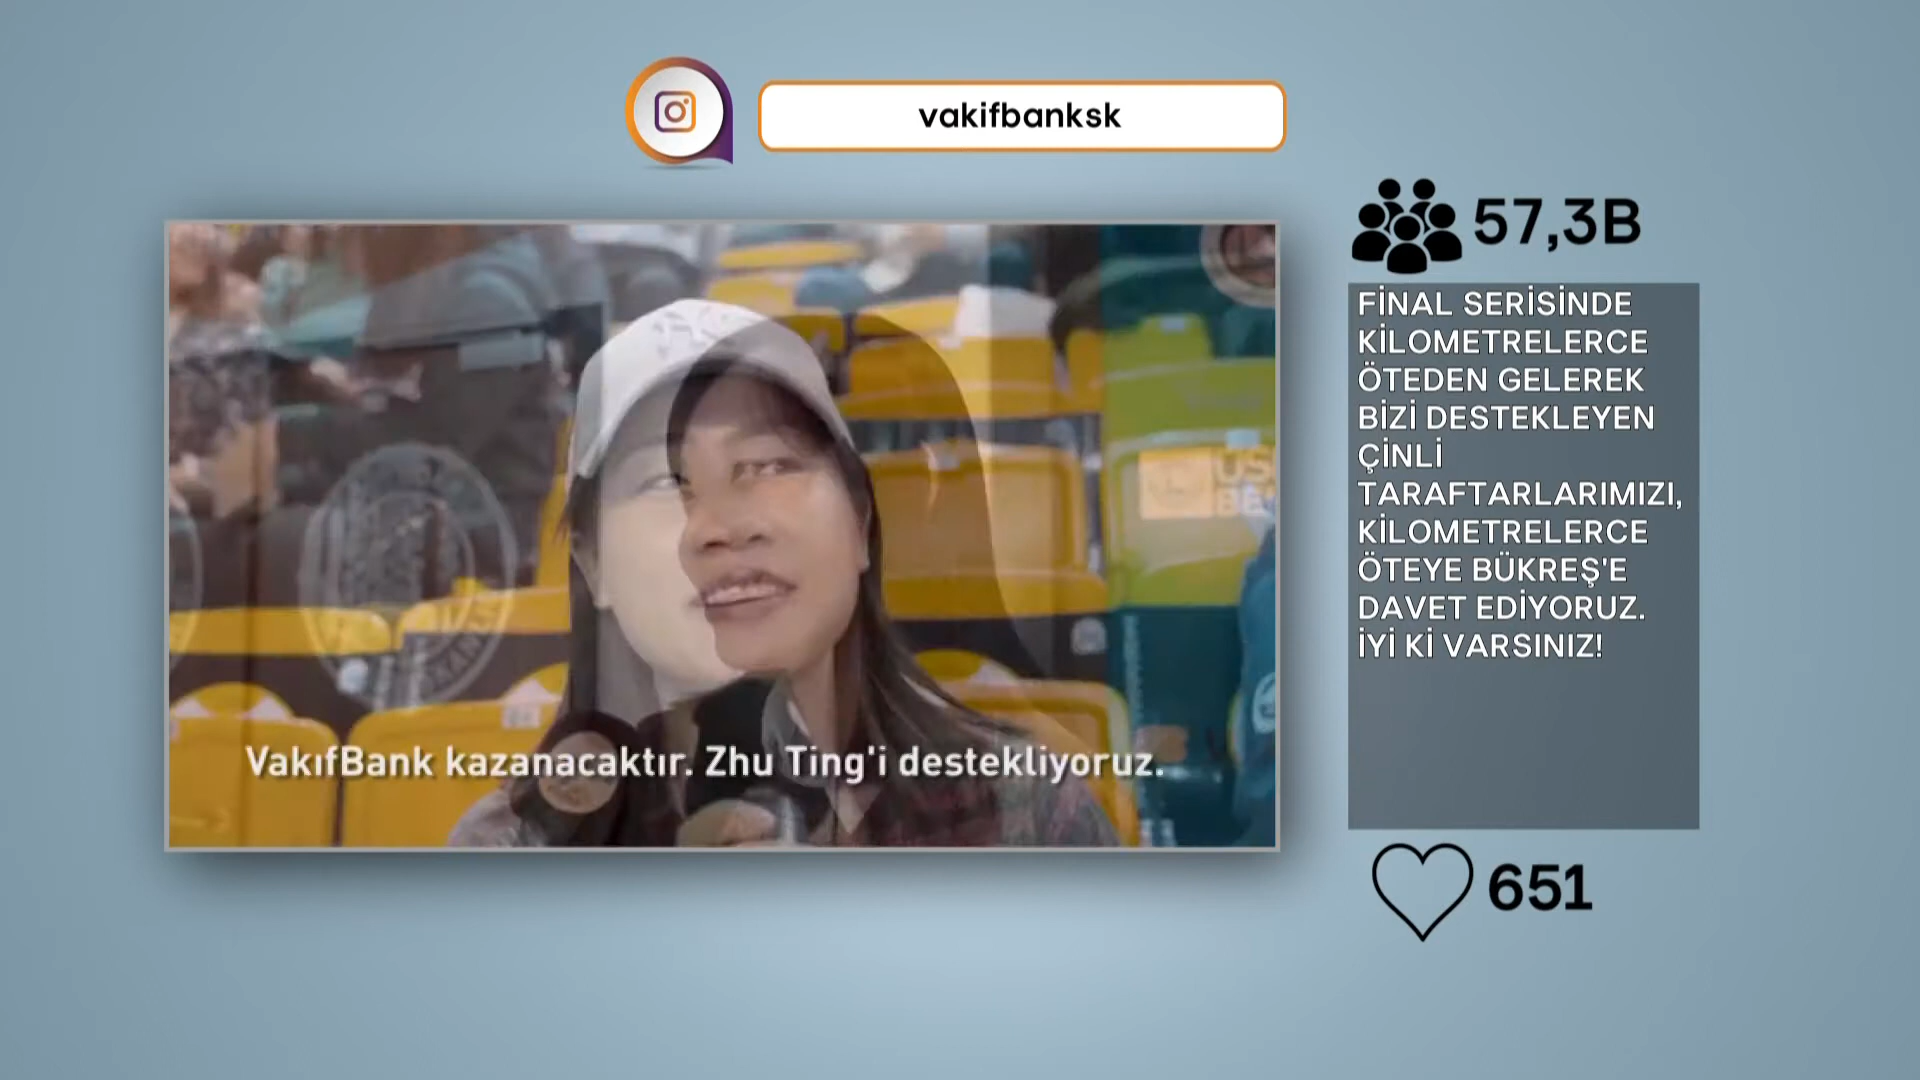 vakifbanksk
57,3B
FİNAL SERİSİNDE
KİLOMETRELERCE
ÖTEDEN GELEREK
BİZİ DESTEKLEYEN
ÇİNLİ
TARAFTARLARIMIZI,
KİLOMETRELERCE
ÖTEYE BÜKREŞ'E
DAVET EDİYORUZ.
İYİ Kİ VARSINIZ!
VakıfBank kazanacaktır. Zhu Ting'i destekliyoruz.
651